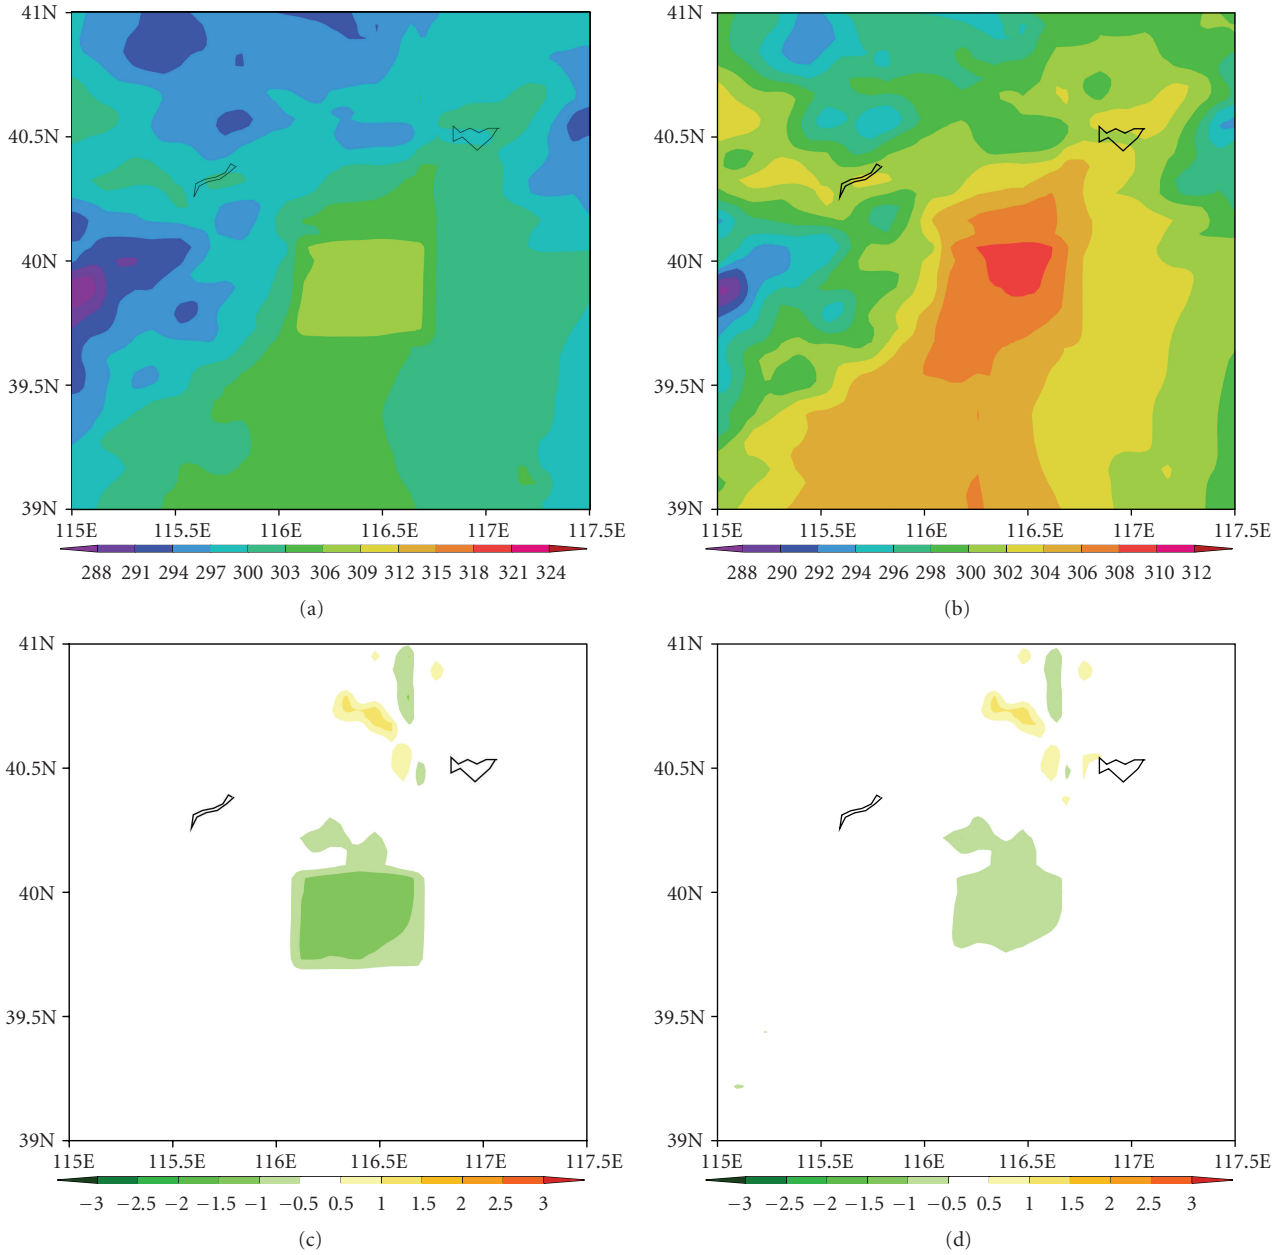 41N 41N
40.5N 40.5N
40N 40N
39.5N 39.5N
39N 39N
115E 115.5E 116E 116.5E 117E 117.5E 115E 115.5E 116E 116.5E 117E 117.5E
288 291 294 297 300 303 306 309 312 315 318 321 324 288 290 292 294 296 298 300 302 304 306 308 310 312
(a) (b)
41N 41N
40.5N 40.5N
40N 40N
39.5N 39.5N
39N 39N
115E 115.5E 116E 116.5E 117E 117.5E 115E 115.5E 116E 116.5E 117E 117.5E
−3 −2.5 −2 −1.5 −1 −0.5 0.5 1 1.5 2 2.5 3 −3 −2.5 −2 −1.5 −1 −0.5 0.5 1 1.5 2 2.5 3
(c) (d)